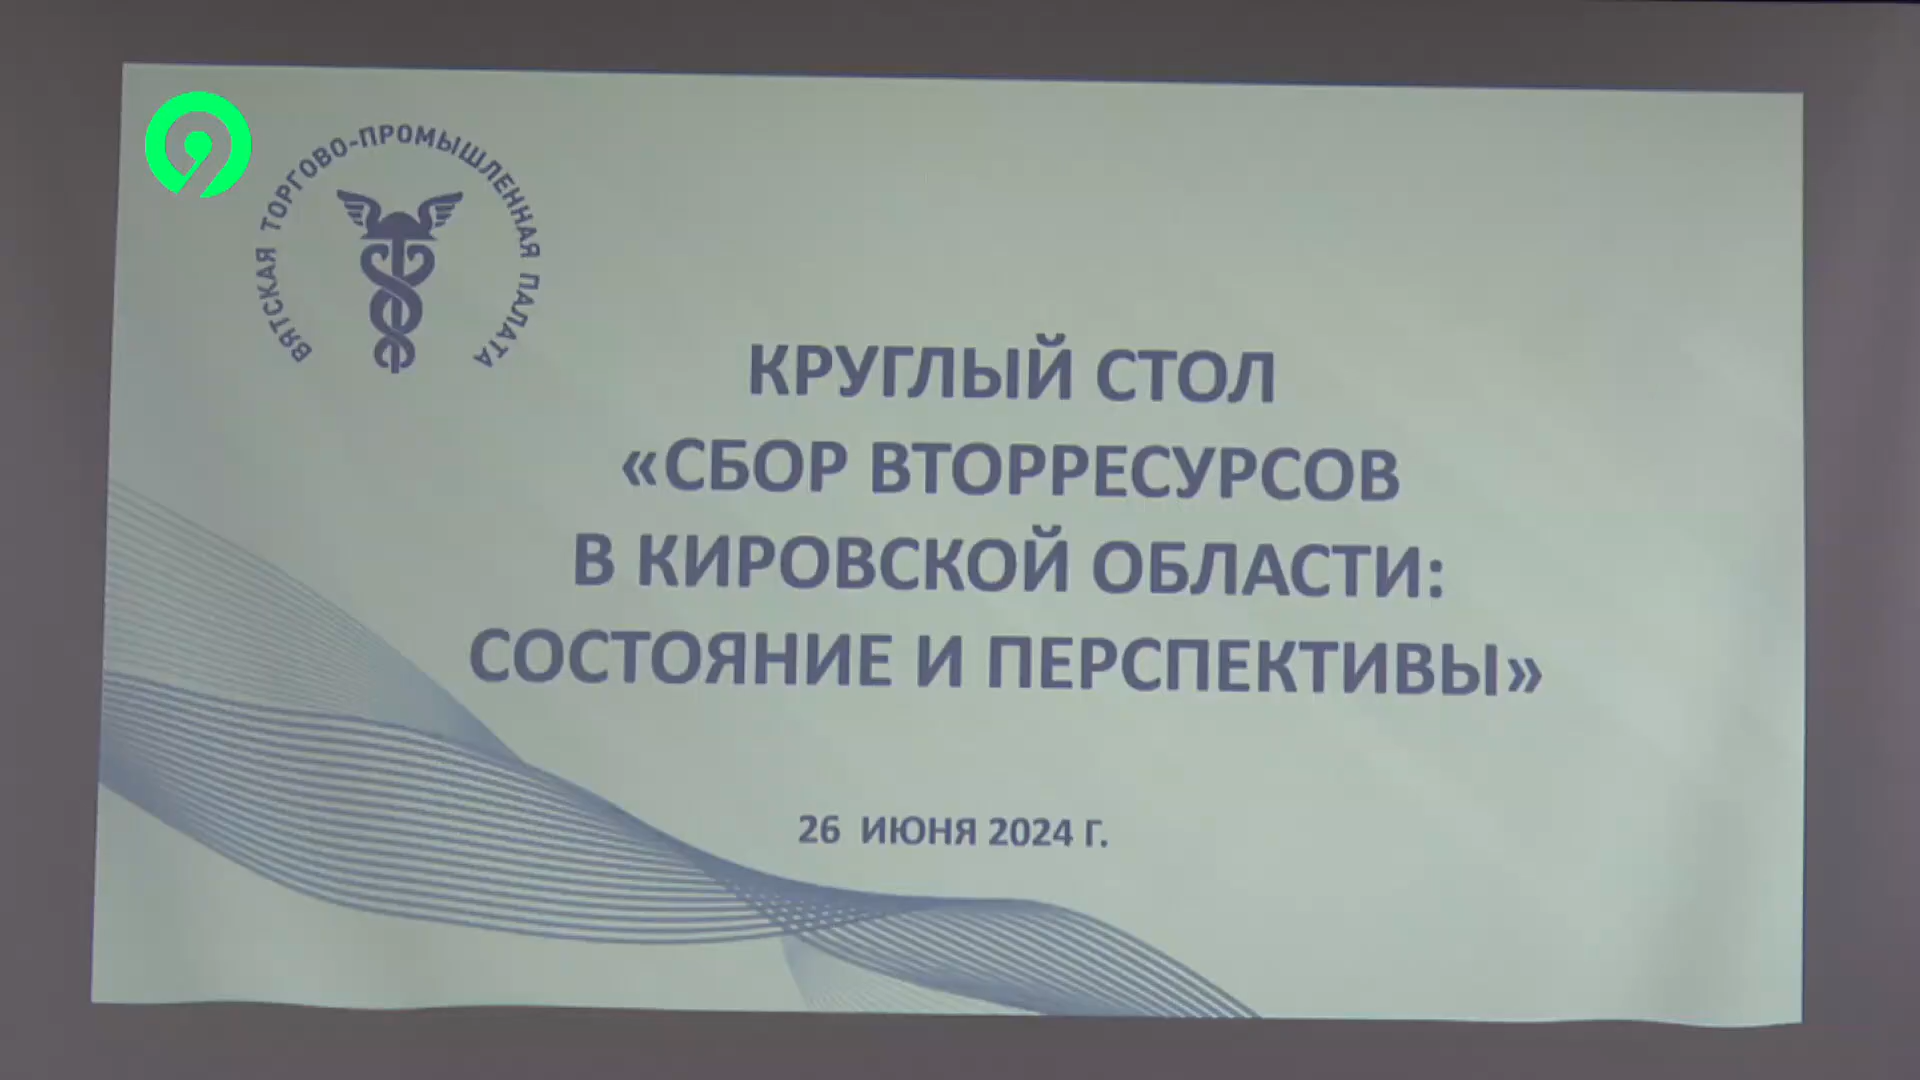 ВЯТСКАЯ ТОРГОВО-ПРОМЫШЛЕННАЯ ПАЛАТА
КРУГЛЫЙ СТОЛ
«СБОР ВТОРРЕСУРСОВ
В КИРОВСКОЙ ОБЛАСТИ:
СОСТОЯНИЕ И ПЕРСПЕКТИВЫ»
26 ИЮНЯ 2024 Г.